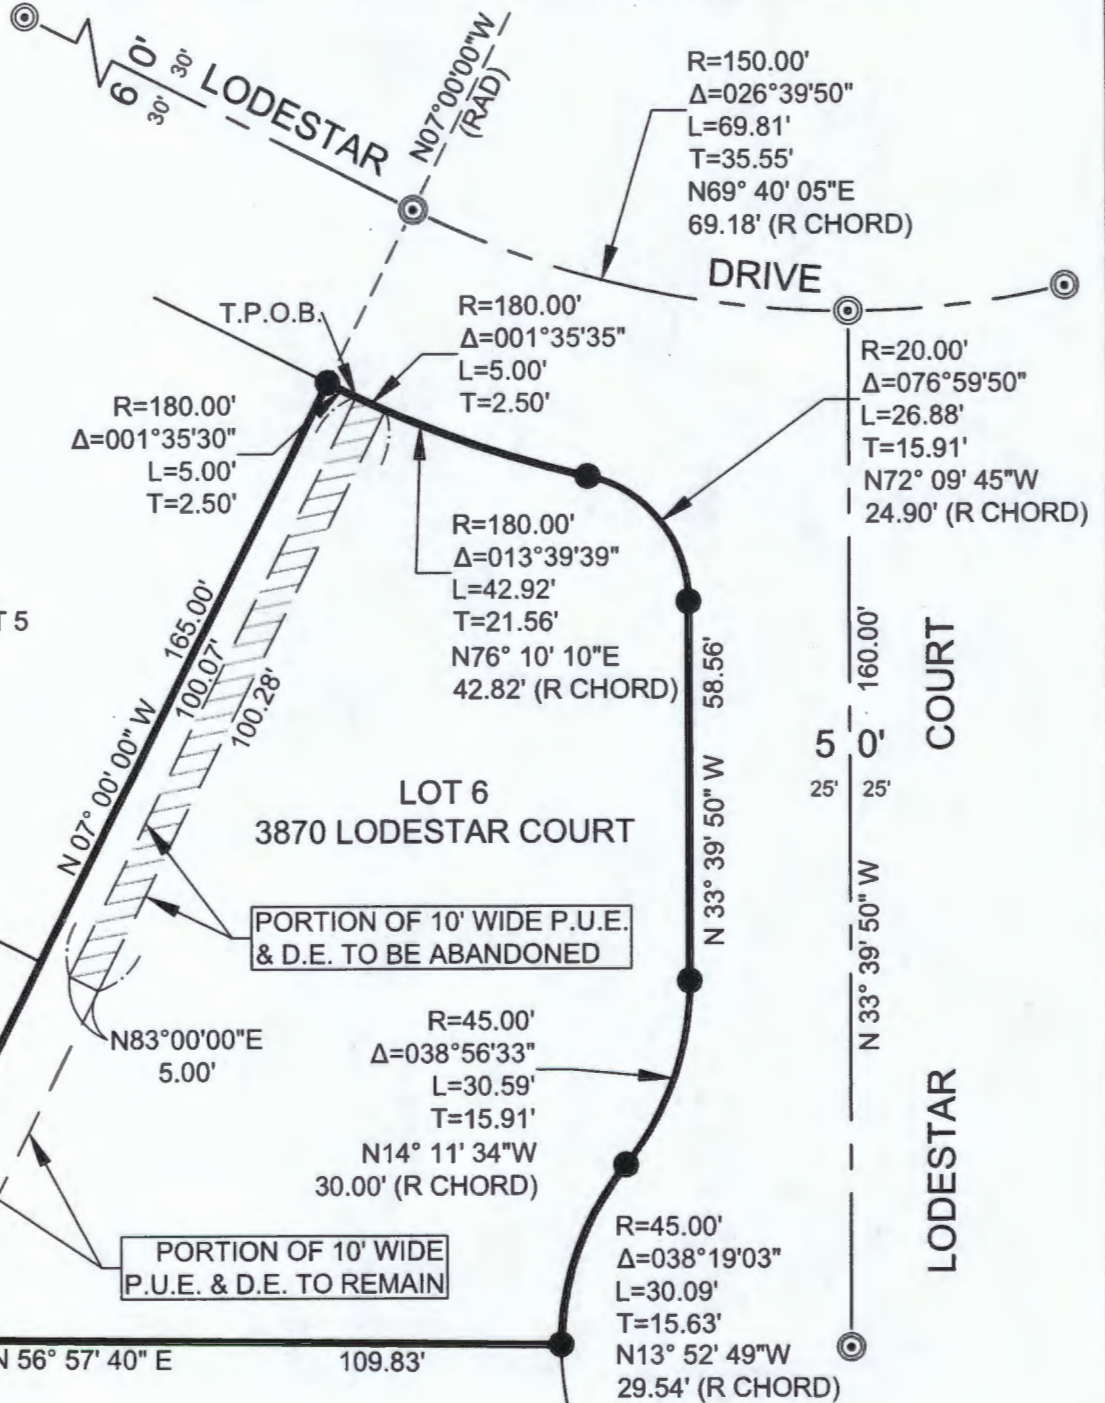 6 0'
30'
30'
LODESTAR
N07°00'00"W
(RAD)
R=150.00'
Δ=026°39'50"
L=69.81'
T=35.55'
N69° 40' 05"E
69.18' (R CHORD)
DRIVE
T.P.O.B.
R=180.00'
Δ=001°35'35"
L=5.00'
T=2.50'
R=180.00'
Δ=001°35'30"
L=5.00'
T=2.50'
R=20.00'
Δ=076°59'50"
L=26.88'
T=15.91'
N72° 09' 45"W
24.90' (R CHORD)
R=180.00'
Δ=013°39'39"
L=42.92'
T=21.56'
N76° 10' 10"E
42.82' (R CHORD)
T 5
165.00'
100.07'
100.28'
N 07° 00' 00" W
58.56'
N 33° 39' 50" W
160.00'
COURT
5 0'
25' 25'
N 33° 39' 50" W
LOT 6
3870 LODESTAR COURT
PORTION OF 10' WIDE P.U.E.
& D.E. TO BE ABANDONED
N83°00'00"E
5.00'
R=45.00'
Δ=038°56'33"
L=30.59'
T=15.91'
N14° 11' 34"W
30.00' (R CHORD)
LODESTAR
PORTION OF 10' WIDE
P.U.E. & D.E. TO REMAIN
R=45.00'
Δ=038°19'03"
L=30.09'
T=15.63'
N13° 52' 49"W
29.54' (R CHORD)
N 56° 57' 40" E
109.83'